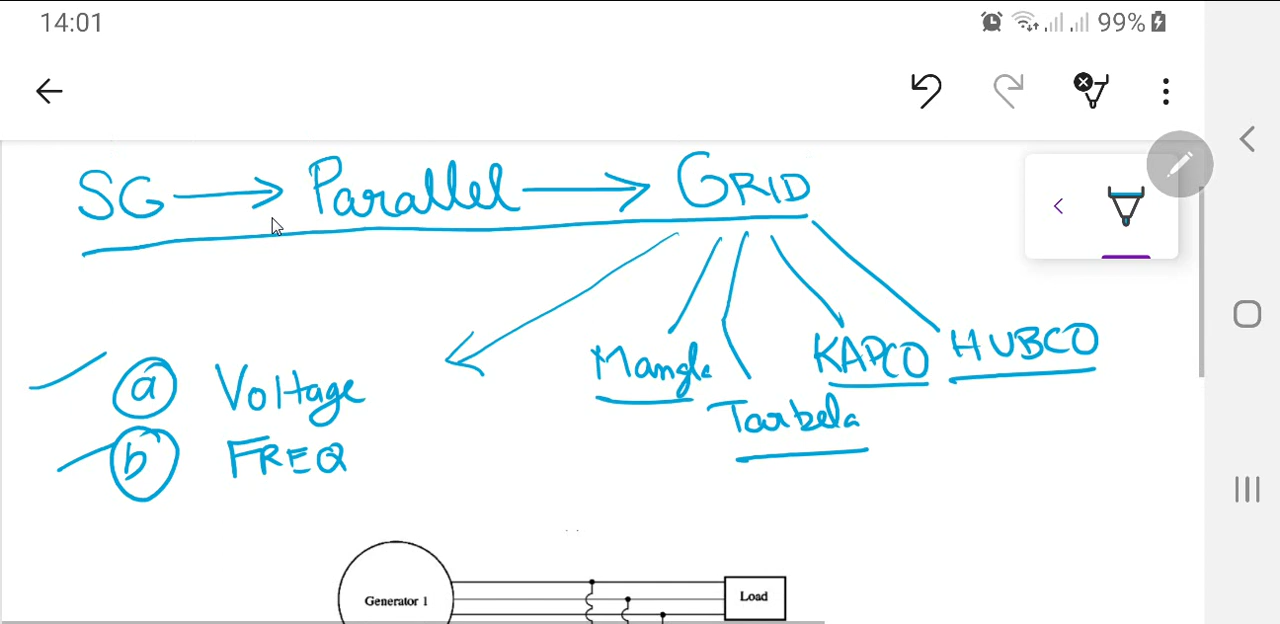 14:01 99%
SG → Parallel → GRID
Mangla KAPCO HUBCO
Tarbela
(a) Voltage
(b) FREQ
Generator 1 Load